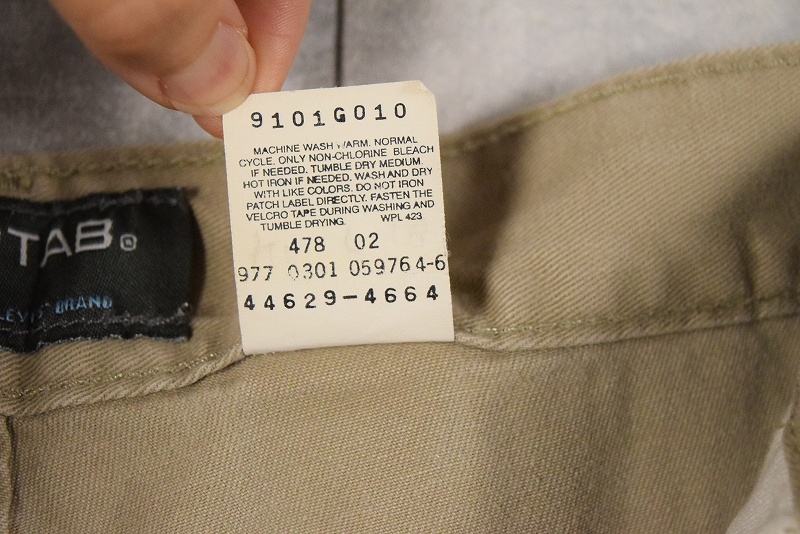 9101G010
MACHINE WASH WARM. NORMAL
CYCLE. ONLY NON-CHLORINE BLEACH
IF NEEDED. TUMBLE DRY MEDIUM.
HOT IRON IF NEEDED. WASH AND DRY
WITH LIKE COLORS. DO NOT IRON
PATCH LABEL DIRECTLY. FASTEN THE
VELCRO TAPE DURING WASHING AND
TUMBLE DRYING. WPL 423
478 02
977 0301 059764-6
44629-4664
TAB®
BRAND